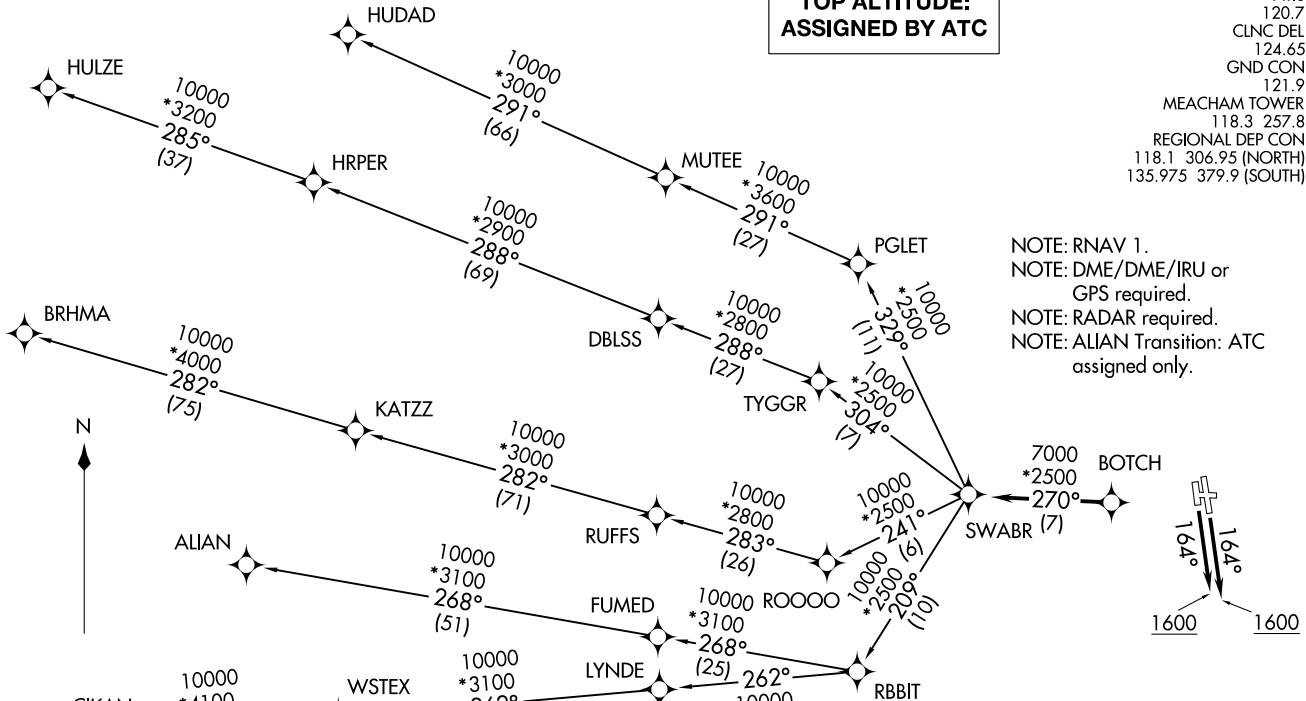 TOP ALTITUDE:
ASSIGNED BY ATC
120.7
CLNC DEL
124.65
GND CON
121.9
MEACHAM TOWER
118.3 257.8
REGIONAL DEP CON
118.1 306.95 (NORTH)
135.975 379.9 (SOUTH)
NOTE: RNAV 1.
NOTE: DME/DME/IRU or
GPS required.
NOTE: RADAR required.
NOTE: ALIAN Transition: ATC
assigned only.
HUDAD
10000
*3000
291°
(66)
MUTEE
10000
*3600
291°
(27)
PGLET
10000
*2500
329°
(11)
HULZE
10000
*3200
285°
(37)
HRPER
10000
*2900
288°
(69)
DBLSS
10000
*2800
288°
(27)
TYGGR
10000
*2500
304°
(7)
BRHMA
10000
*4000
282°
(75)
KATZZ
10000
*3000
282°
(71)
RUFFS
10000
*2800
283°
(26)
ROOOO
10000
*2500
241°
(6)
SWABR
7000
*2500
270°
(7)
BOTCH
164°
164°
1600
1600
N
ALIAN
10000
*3100
268°
(51)
FUMED
10000
*3100
268°
(25)
10000
*2500
209°
(10)
RBBIT
LYNDE
262°
10000
WSTEX
10000
*3100
10000